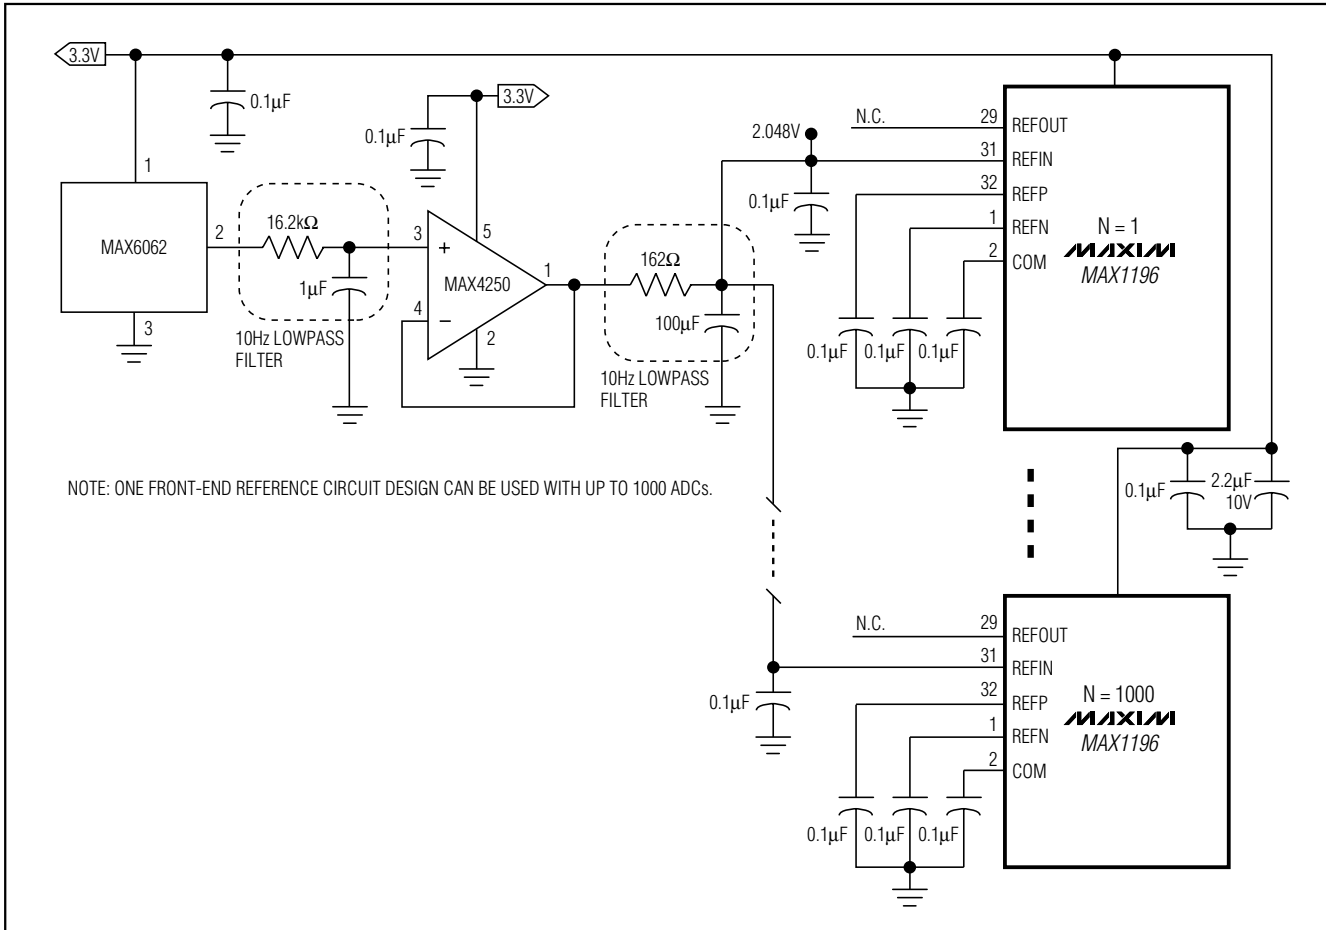 3.3V
0.1µF
3.3V
0.1µF
1
MAX6062
2
3
16.2kΩ
1µF
10Hz LOWPASS
FILTER
3
+
4
−
MAX4250
5
1
2
162Ω
100µF
10Hz LOWPASS
FILTER
2.048V
0.1µF
N.C.
29
REFOUT
31
REFIN
32
REFP
1
REFN
2
COM
N = 1
MAXIM
MAX1196
0.1µF
0.1µF
0.1µF
NOTE: ONE FRONT-END REFERENCE CIRCUIT DESIGN CAN BE USED WITH UP TO 1000 ADCs.
0.1µF
2.2µF
10V
N.C.
29
REFOUT
31
REFIN
32
REFP
1
REFN
2
COM
N = 1000
MAXIM
MAX1196
0.1µF
0.1µF
0.1µF
0.1µF